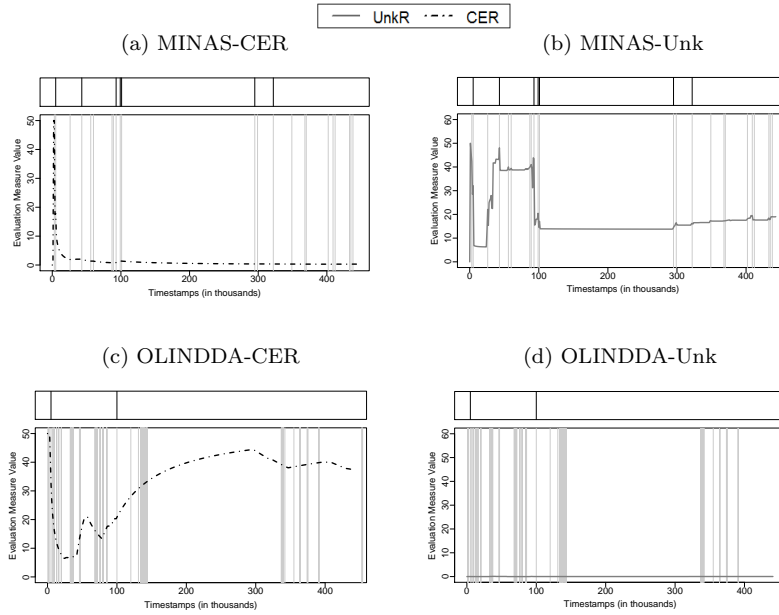 UnkR CER
(a) MINAS-CER
(b) MINAS-Unk
Evaluation Measure Value
0 10 20 30 40 50
0 100 200 300 400
Timestamps (in thousands)
Evaluation Measure Value
0 10 20 30 40 50 60
0 100 200 300 400
Timestamps (in thousands)
(c) OLINDDA-CER
(d) OLINDDA-Unk
Evaluation Measure Value
0 10 20 30 40 50
0 100 200 300 400
Timestamps (in thousands)
Evaluation Measure Value
0 10 20 30 40 50 60
0 100 200 300 400
Timestamps (in thousands)